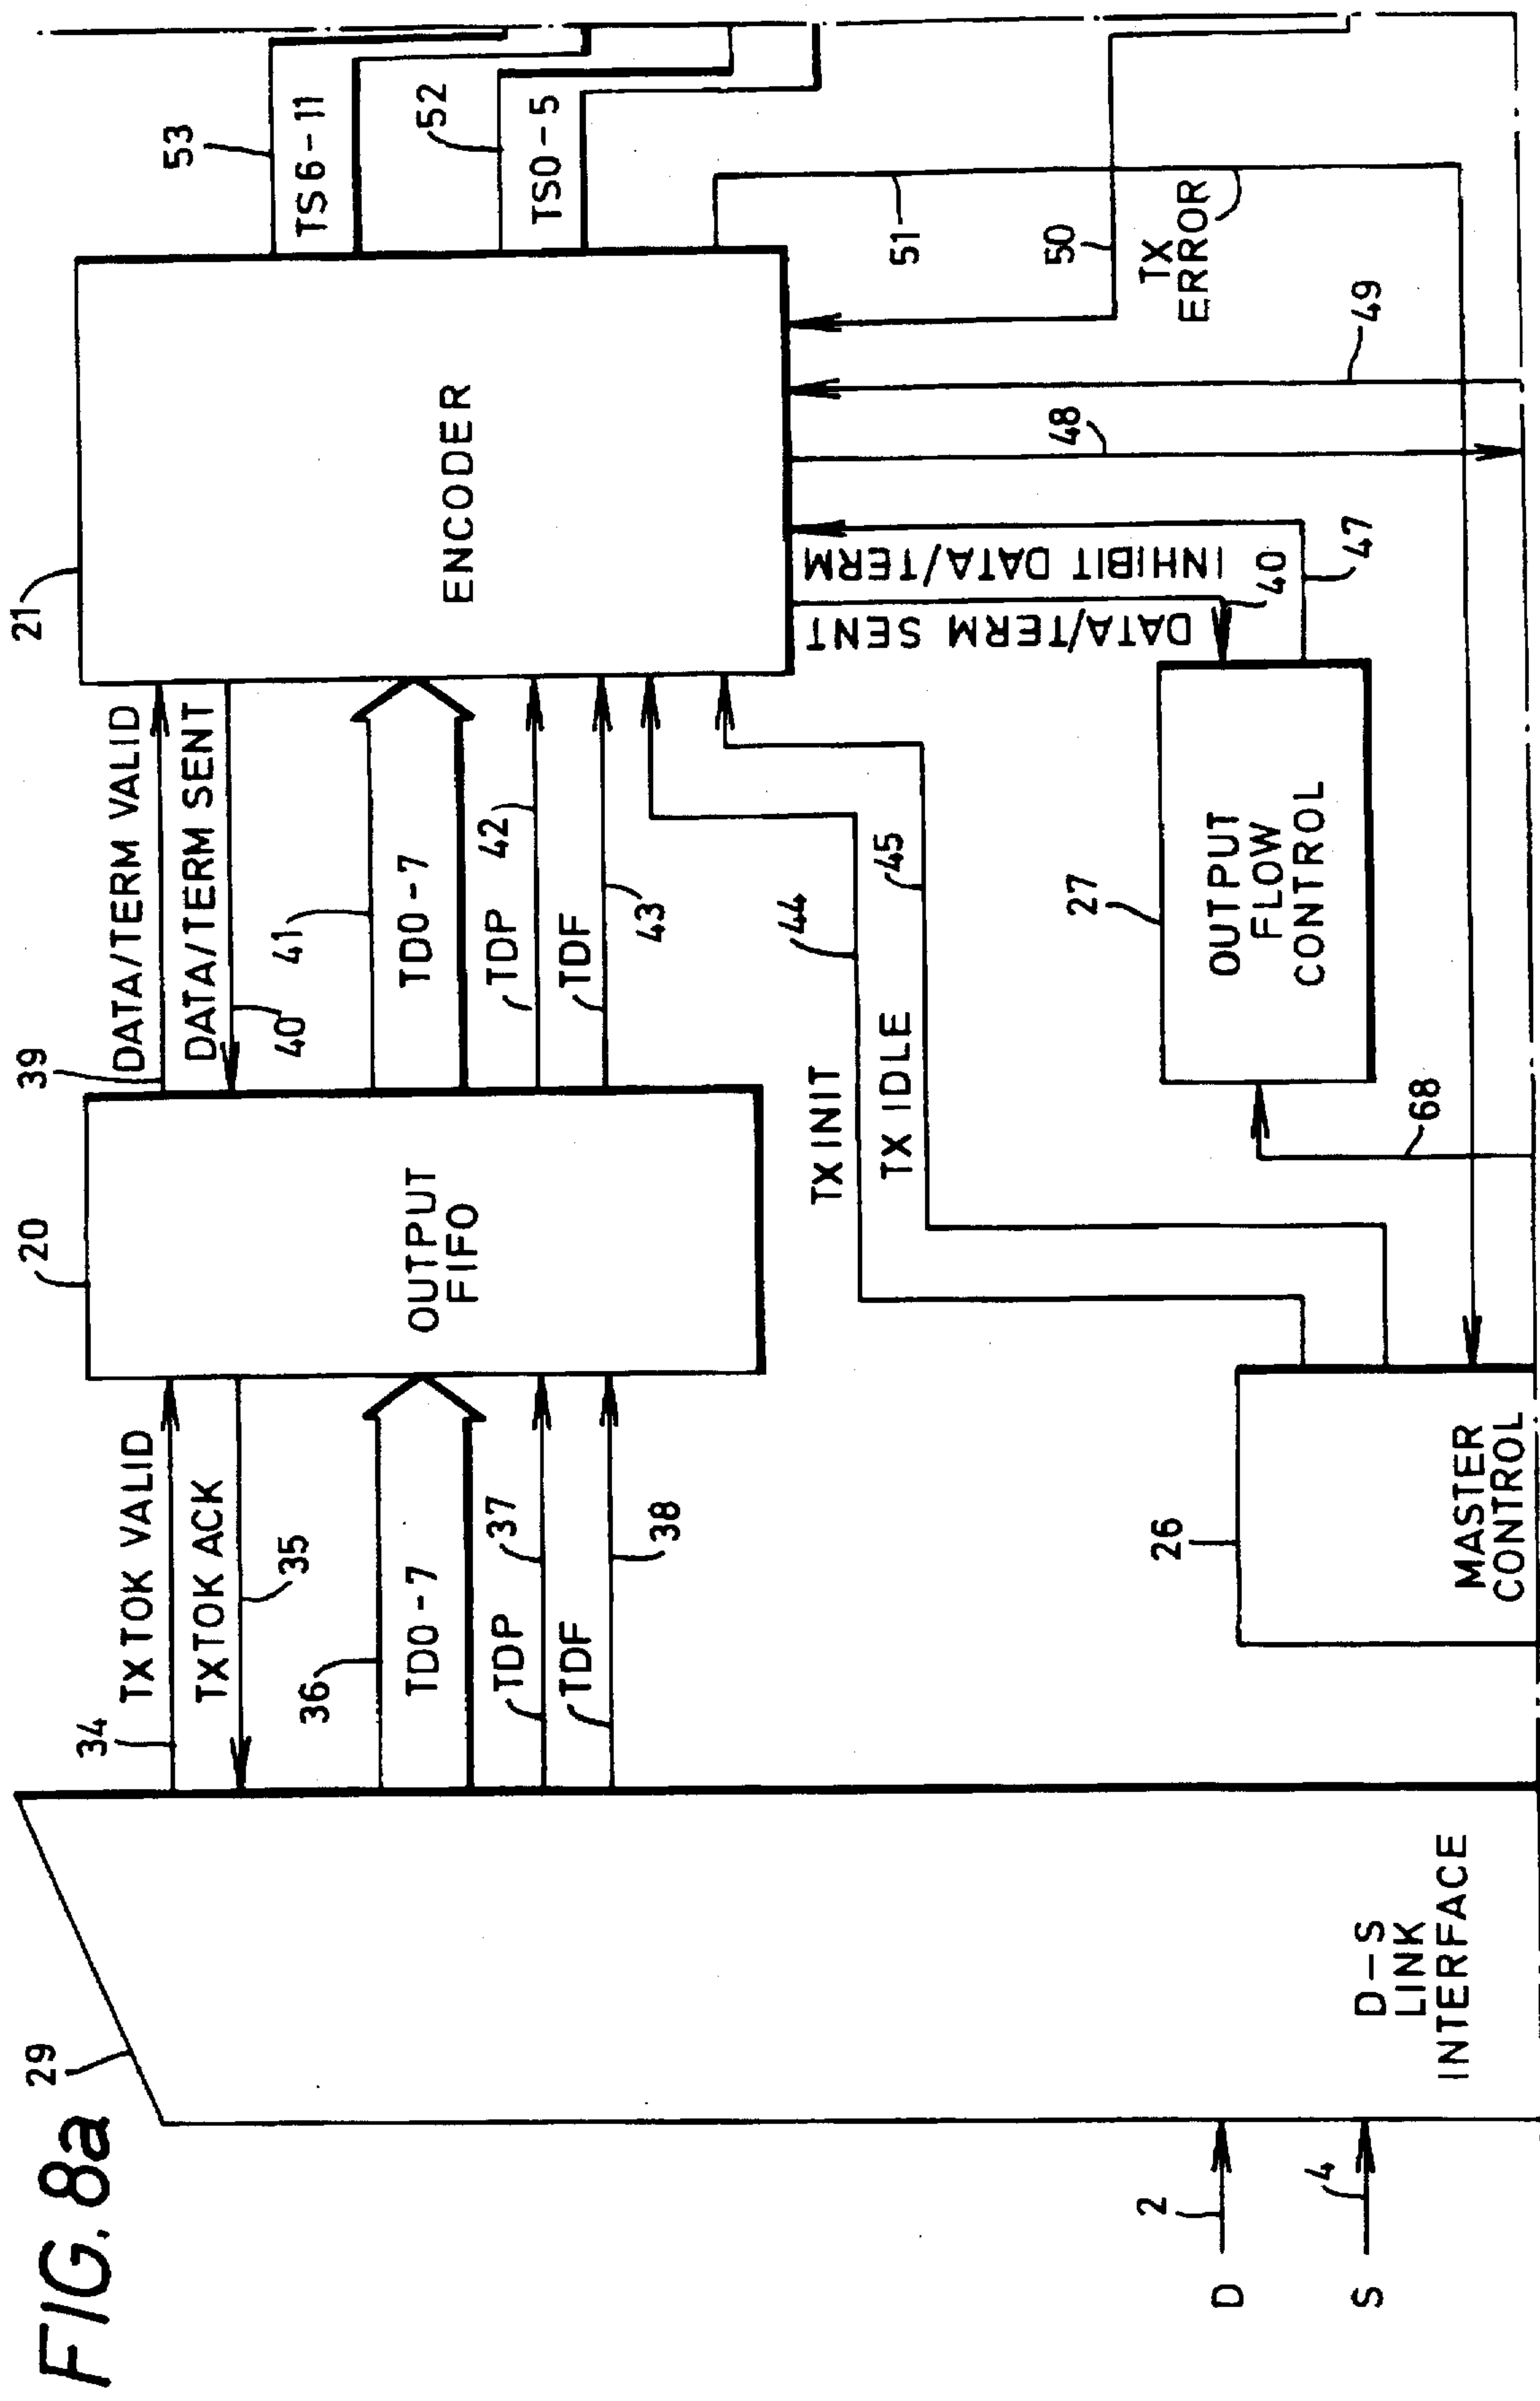 FIG. 8a
29
34
TX TOK VALID
TX TOK ACK
35
36
TD0-7
TDP
37
TDF
38
20
OUTPUT
FIFO
39
DATA/TERM VALID
DATA/TERM SENT
40
41
TD0-7
TDP
42
TDF
43
21
ENCODER
53
TS6-11
52
TS0-5
51
50
TX
ERROR
49
48
INHIBIT DATA/TERM
DATA/TERM SENT
40
47
44
45
TX INIT
TX IDLE
27
OUTPUT
FLOW
CONTROL
68
26
MASTER
CONTROL
D-S
LINK
INTERFACE
2
D
4
S